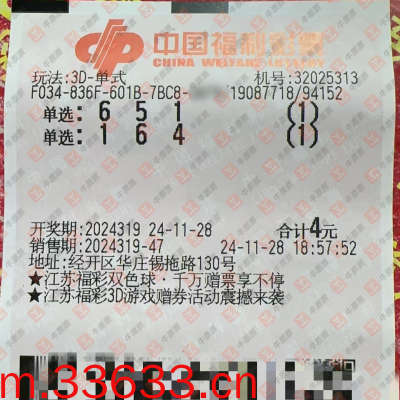 中国福利彩票
CHINA WELFARE LOTTERY
玩法:3D-单式 机号:32025313
F034-836F-601B-7BC8- 19087718/94152
单选: 6 5 1 (1)
单选: 1 6 4 (1)
开奖期:2024319 24-11-28 合计4元
销售期:2024319-47 24-11-28 18:57:52
地址:经开区华庄锡拖路130号
★江苏福彩双色球·千万赠票享不停
★江苏福彩3D游戏赠券活动震撼来袭
m.33633.cn